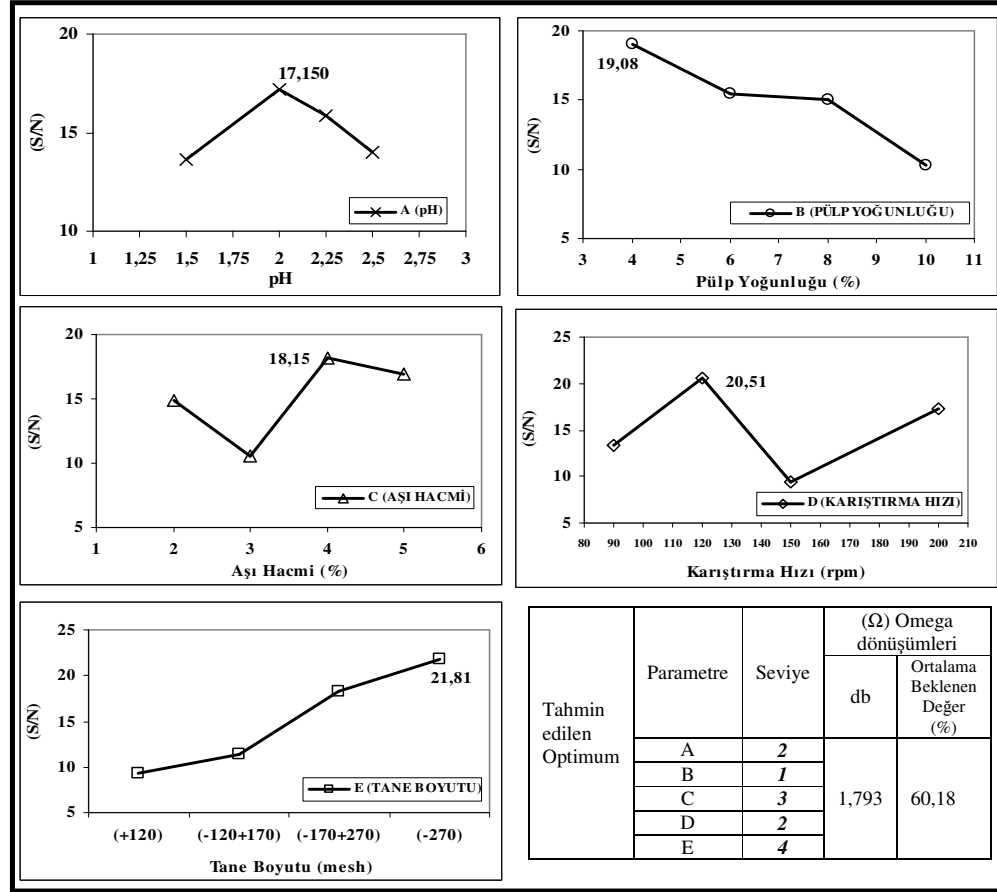 20
15
10
(S/N)
17,150
A (pH)
1 1,25 1,5 1,75 2 2,25 2,5 2,75 3
pH
20
15
10
5
(S/N)
19,08
B (PÜLP YOĞUNLUĞU)
3 4 5 6 7 8 9 10 11
Pülp Yoğunluğu (%)
20
15
10
5
(S/N)
18,15
C (AŞI HACMİ)
1 2 3 4 5 6
Aşı Hacmi (%)
25
20
15
10
5
(S/N)
20,51
D (KARIŞTIRMA HIZI)
80 90 100 110 120 130 140 150 160 170 180 190 200 210
Karıştırma Hızı (rpm)
25
20
15
10
5
(S/N)
21,81
E (TANE BOYUTU)
(+120) (-120+170) (-170+270) (-270)
Tane Boyutu (mesh)
Tahmin
edilen
Optimum
Parametre
Seviye
(Ω) Omega
dönüşümleri
db
Ortalama
Beklenen
Değer
(%)
A 2
B 1
C 3
D 2
E 4
1,793 60,18